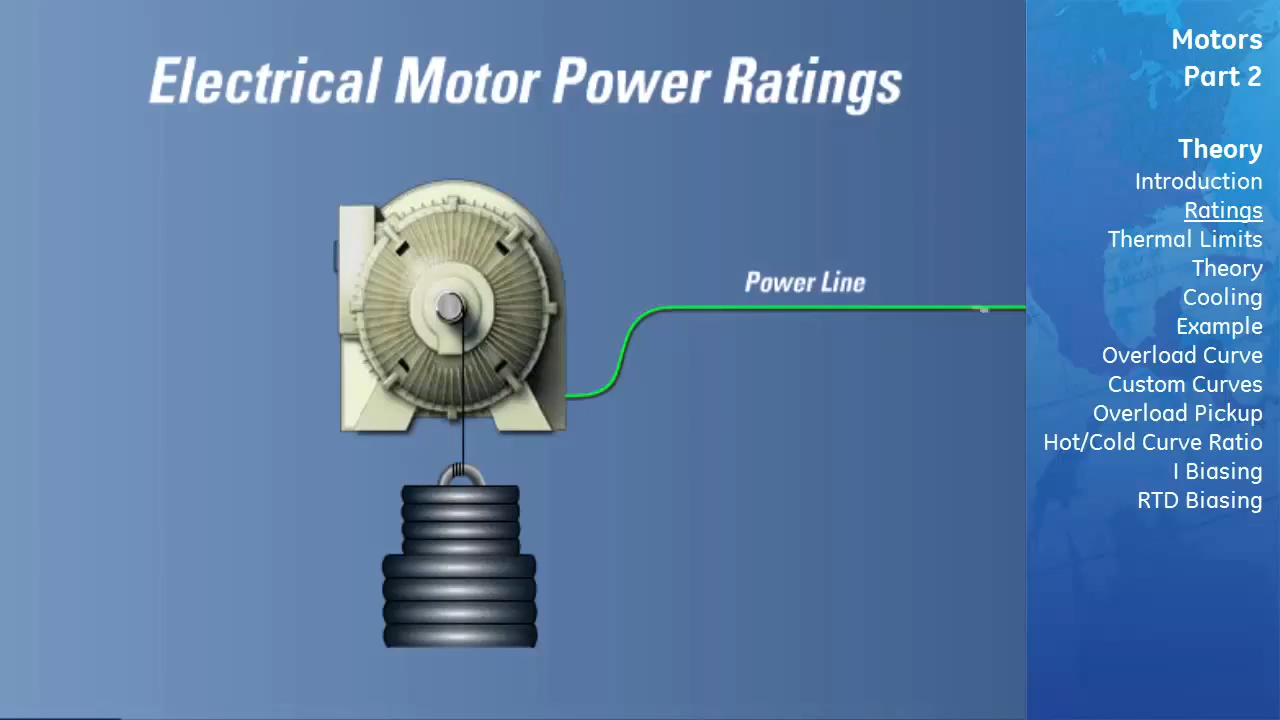 Electrical Motor Power Ratings
Power Line
Motors
Part 2
Theory
Introduction
Ratings
Thermal Limits
Theory
Cooling
Example
Overload Curve
Custom Curves
Overload Pickup
Hot/Cold Curve Ratio
I Biasing
RTD Biasing